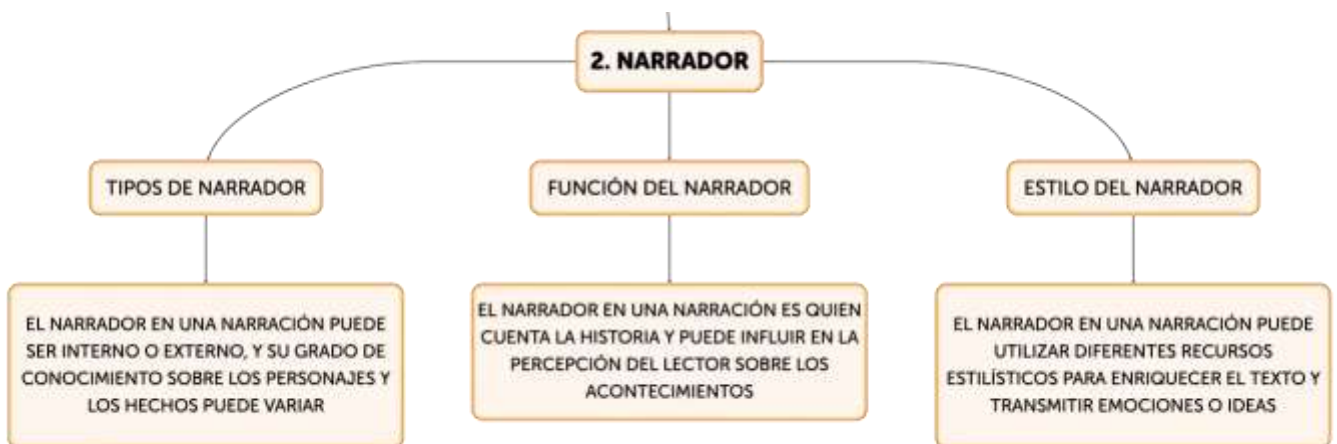 2. NARRADOR
TIPOS DE NARRADOR
FUNCIÓN DEL NARRADOR
ESTILO DEL NARRADOR
EL NARRADOR EN UNA NARRACIÓN PUEDE
SER INTERNO O EXTERNO, Y SU GRADO DE
CONOCIMIENTO SOBRE LOS PERSONAJES Y
LOS HECHOS PUEDE VARIAR
EL NARRADOR EN UNA NARRACIÓN ES QUIEN
CUENTA LA HISTORIA Y PUEDE INFLUIR EN LA
PERCEPCIÓN DEL LECTOR SOBRE LOS
ACONTECIMIENTOS
EL NARRADOR EN UNA NARRACIÓN PUEDE
UTILIZAR DIFERENTES RECURSOS
ESTILÍSTICOS PARA ENRIQUECER EL TEXTO Y
TRANSMITIR EMOCIONES O IDEAS